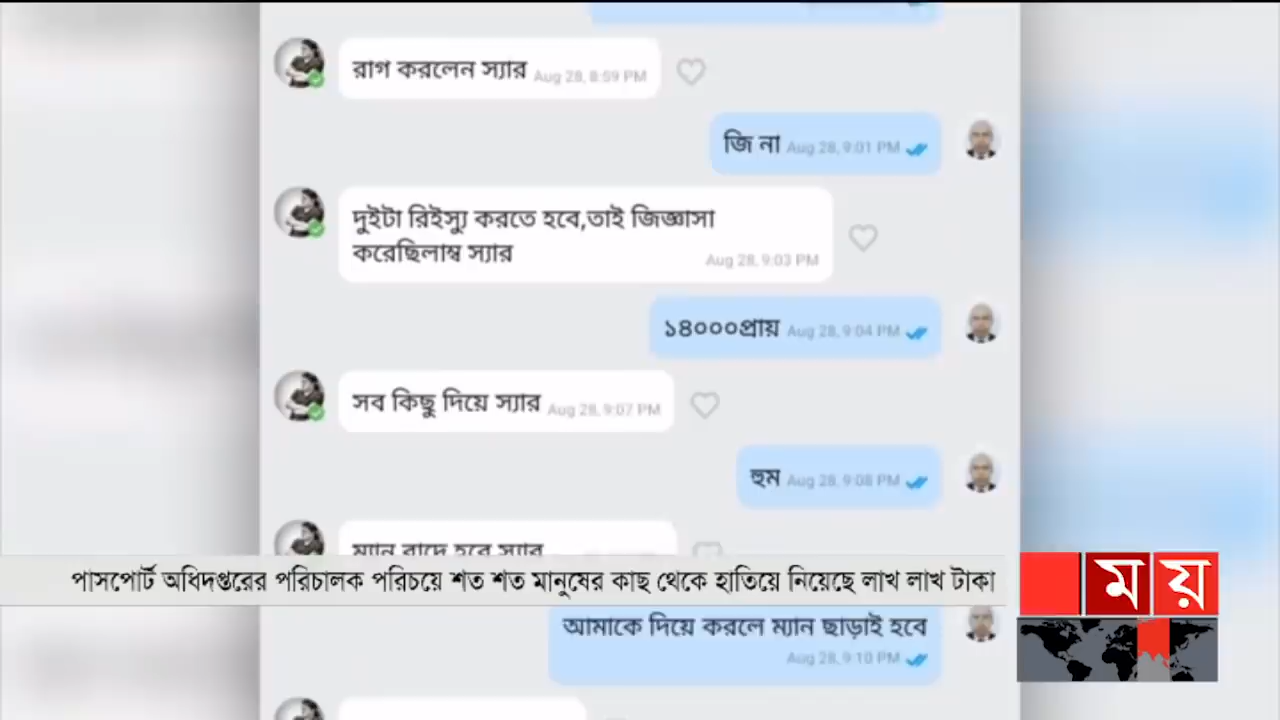 রাগ করলেন স্যার Aug 28, 8:59 PM
জি না Aug 28, 9:01 PM
দুইটা রিইস্যু করতে হবে,তাই জিজ্ঞাসা
করেছিলাম্ব স্যার Aug 28, 9:03 PM
১৪০০০প্রায় Aug 28, 9:04 PM
সব কিছু দিয়ে স্যার Aug 28, 9:07 PM
হুম Aug 28, 9:08 PM
ম্যান বাদে হবে স্যার
পাসপোর্ট অধিদপ্তরের পরিচালক পরিচয়ে শত শত মানুষের কাছ থেকে হাতিয়ে নিয়েছে লাখ লাখ টাকা
ময়
আমাকে দিয়ে করলে ম্যান ছাড়াই হবে
Aug 28, 9:10 PM